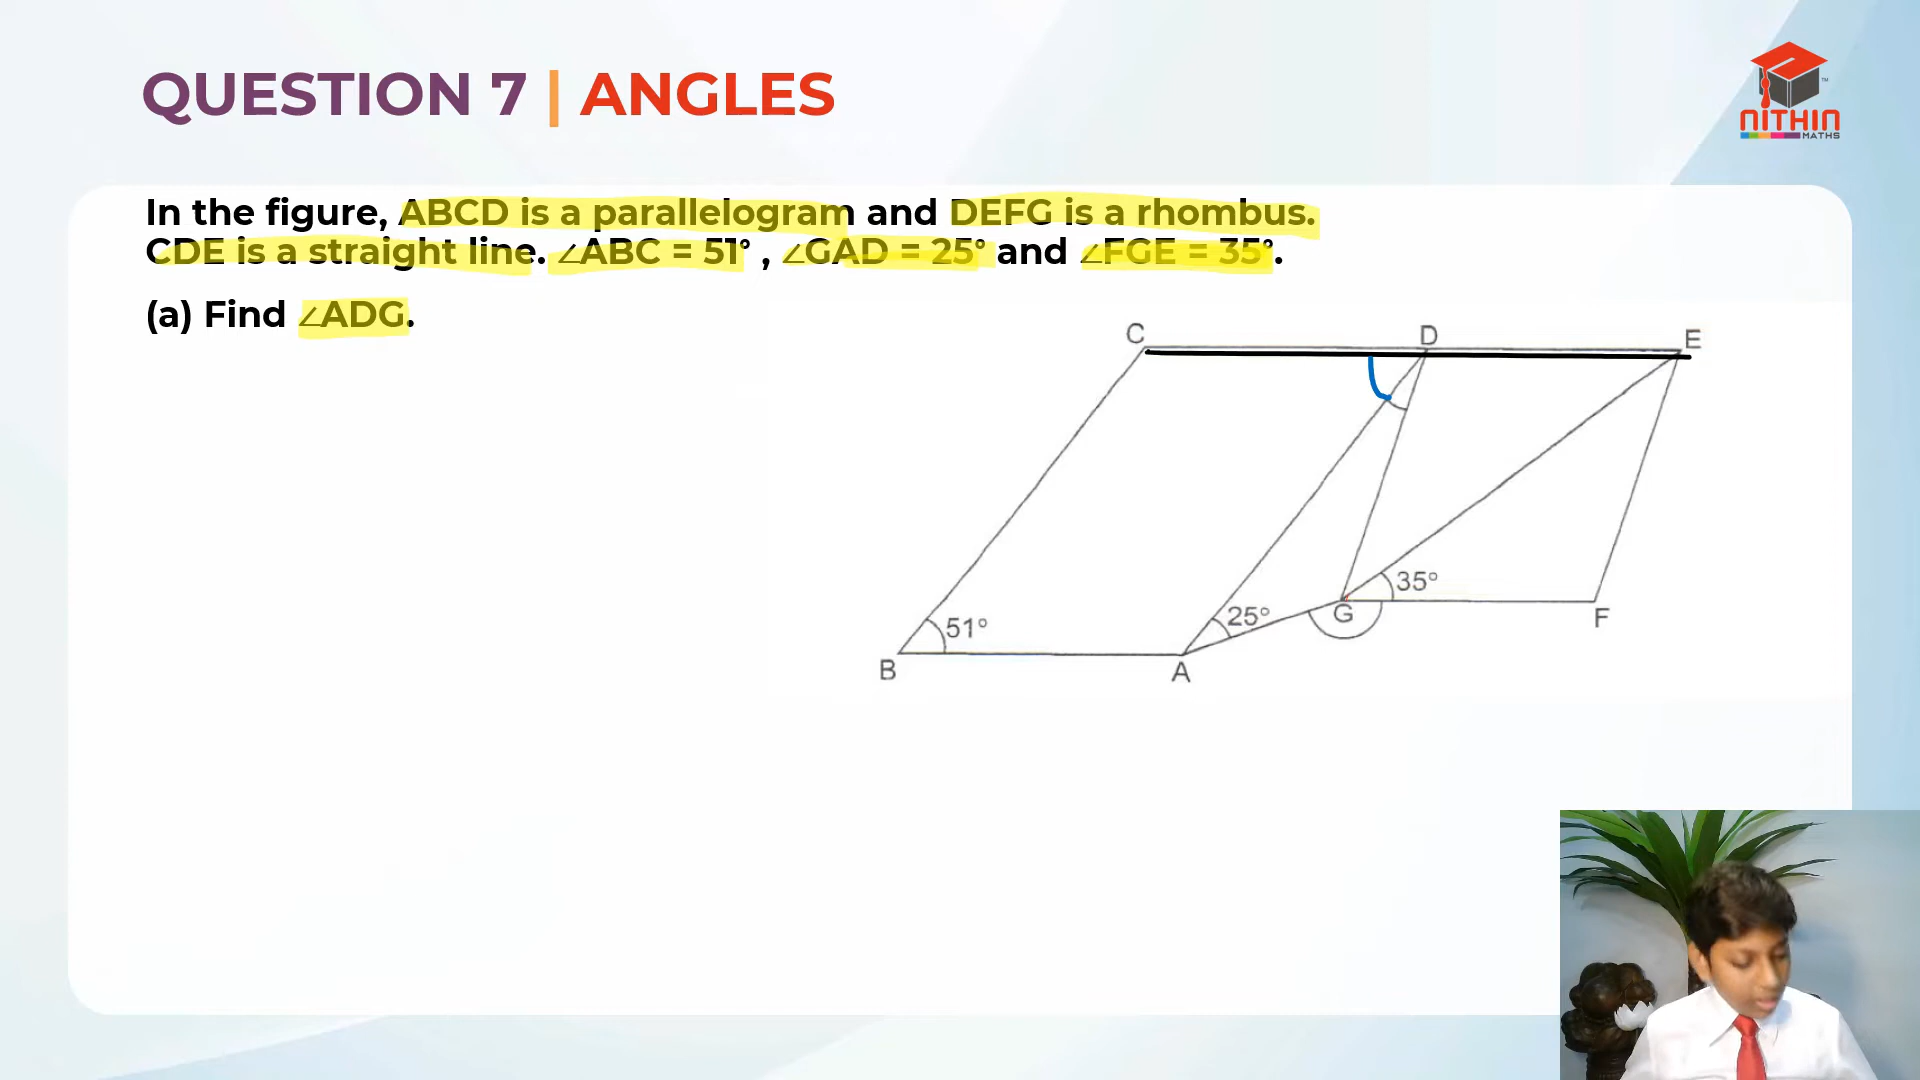 QUESTION 7 | ANGLES
NITHIN
MATHS
TM
In the figure, ABCD is a parallelogram and DEFG is a rhombus.
CDE is a straight line. ∠ABC = 51° , ∠GAD = 25° and ∠FGE = 35°.
(a) Find ∠ADG.
C D E
35°
G F
25°
51°
B A